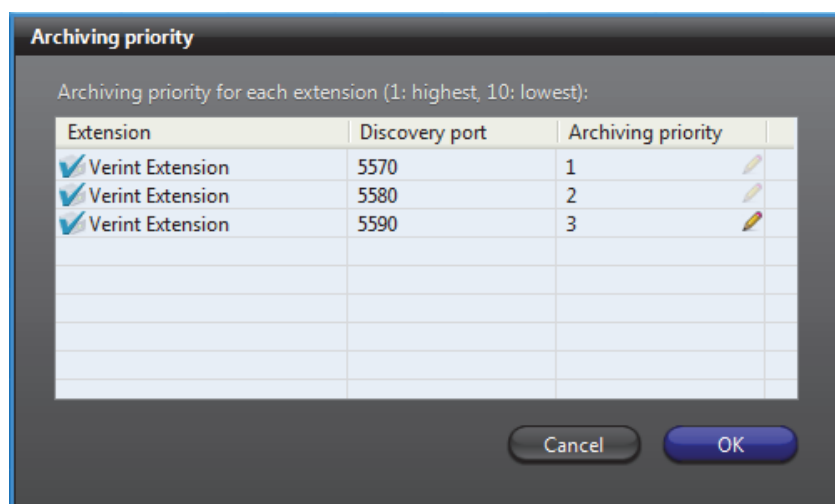 Archiving priority
Archiving priority for each extension (1: highest, 10: lowest):
Extension Discovery port Archiving priority
Verint Extension 5570 1
Verint Extension 5580 2
Verint Extension 5590 3
Cancel OK